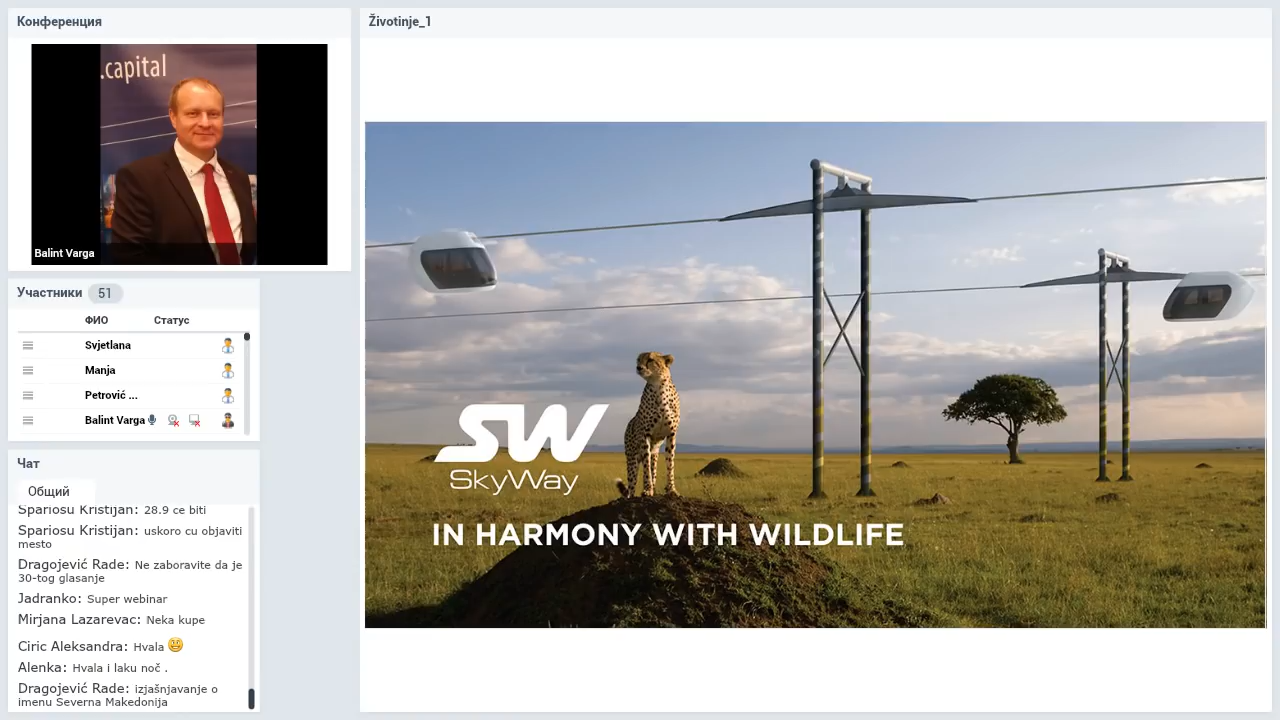 Конференция
.capital
Balint Varga
Участники 51
ФИО Статус
Svjetlana
Manja
Petrović ...
Balint Varga
Чат
Общий
Spariosu Kristijan: 28.9 ce biti
Spariosu Kristijan: uskoro cu objaviti
mesto
Dragojević Rade: Ne zaboravite da je
30-tog glasanje
Jadranko: Super webinar
Mirjana Lazarevac: Neka kupe
Ciric Aleksandra: Hvala
Alenka: Hvala i laku noč .
Dragojević Rade: izjašnjavanje o
imenu Severna Makedonija
Životinje_1
SW
SkyWay
IN HARMONY WITH WILDLIFE